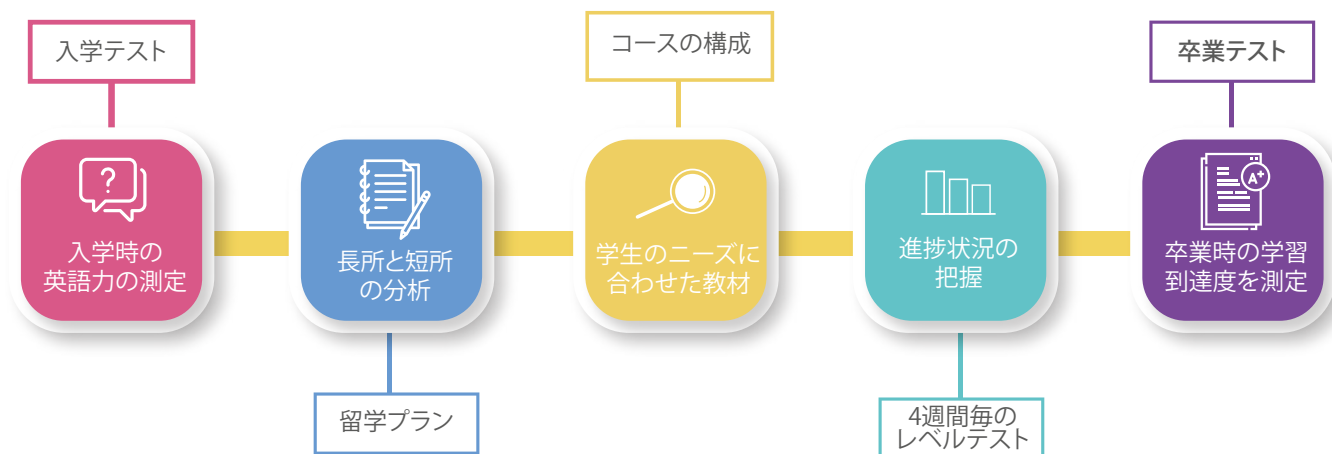 入学テスト
コースの構成
卒業テスト
?
A+
入学時の
英語力の測定
長所と短所
の分析
学生のニーズに
合わせた教材
進捗状況の
把握
卒業時の学習
到達度を測定
留学プラン
4週間毎の
レベルテスト